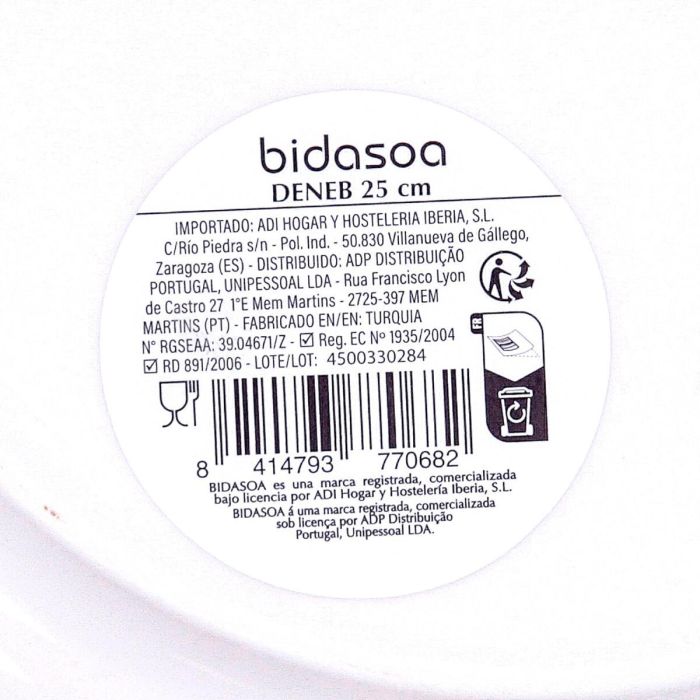 bidasoa
DENEB 25 cm
IMPORTADO: ADI HOGAR Y HOSTELERIA IBERIA, S.L.
C/Río Piedra s/n - Pol. Ind. - 50.830 Villanueva de Gállego,
Zaragoza (ES) - DISTRIBUIDO: ADP DISTRIBUIÇÃO
PORTUGAL, UNIPESSOAL LDA - Rua Francisco Lyon
de Castro 27 1°E Mem Martins - 2725-397 MEM
MARTINS (PT) - FABRICADO EN/EN: TURQUIA
N° RGSEAA: 39.04671/Z - ☑ Reg. EC Nº 1935/2004
☑ RD 891/2006 - LOTE/LOT: 4500330284
FR
8 414793 770682
BIDASOA es una marca registrada, comercializada
bajo licencia por ADI Hogar y Hostelería Iberia, S.L.
BIDASOA á uma marca registrada, comercializada
sob licença por ADP Distribuição
Portugal, Unipessoal LDA.